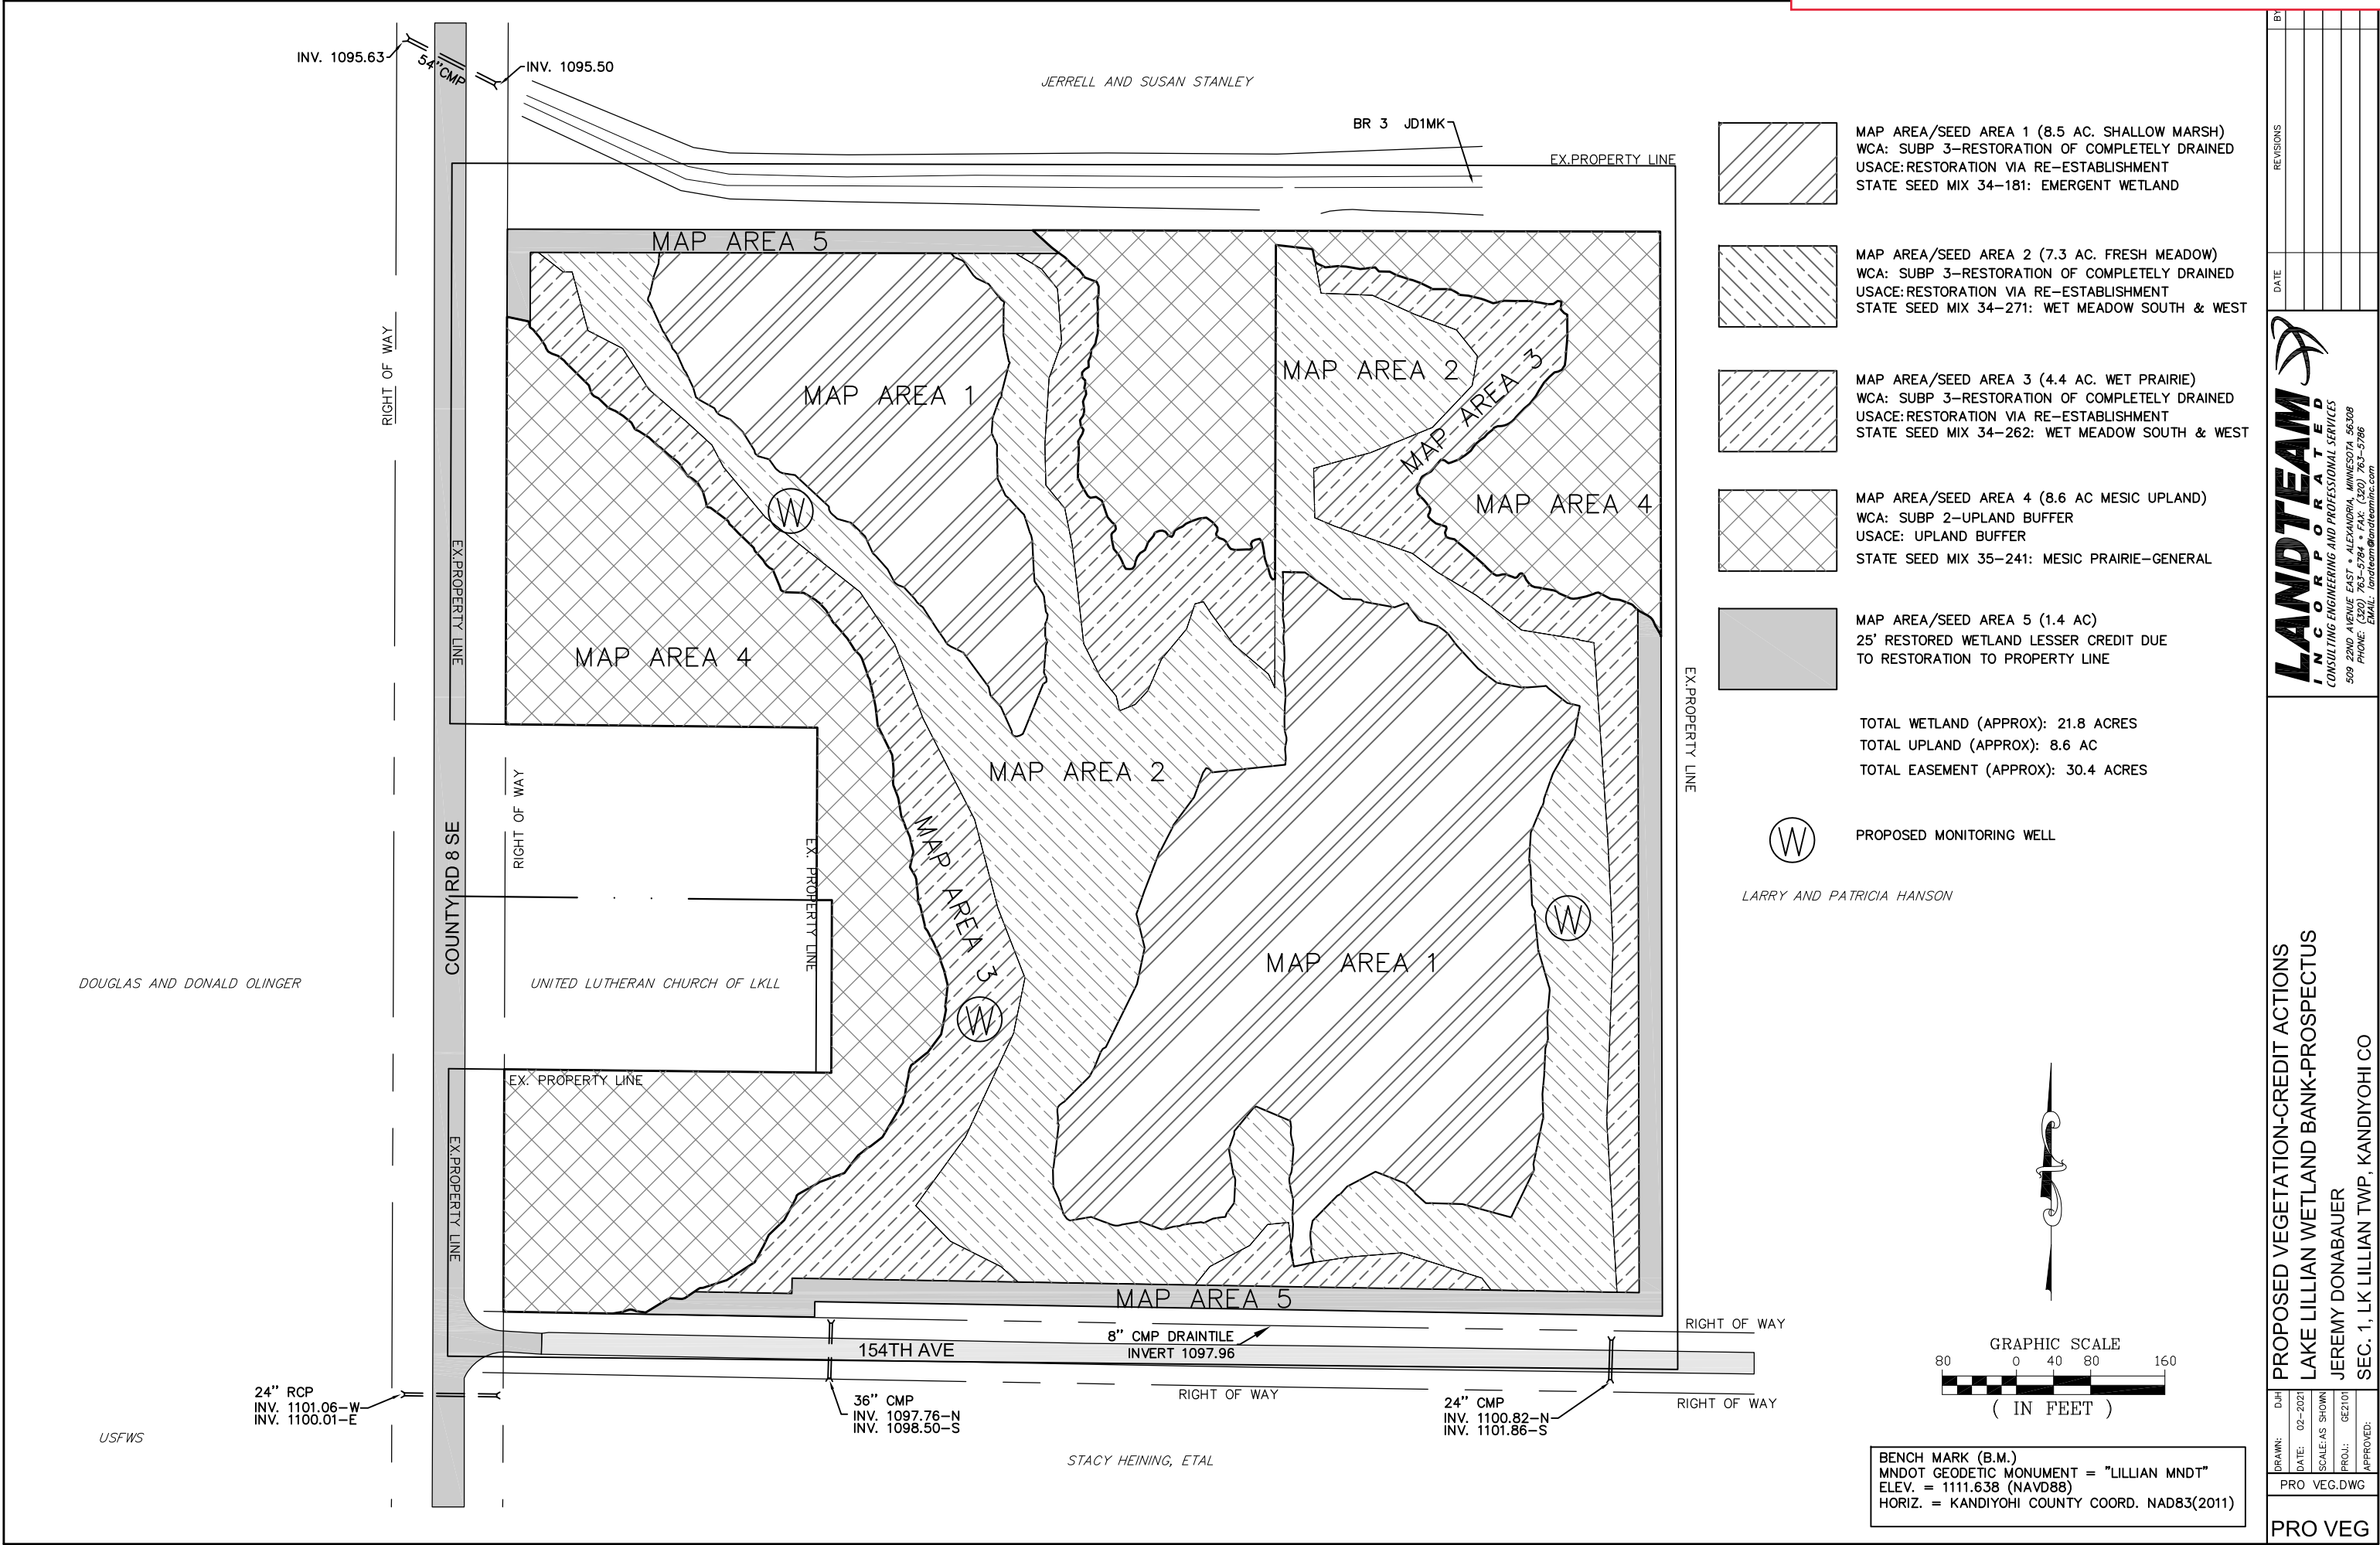 INV. 1095.63
54"CMP
INV. 1095.50
JERRELL AND SUSAN STANLEY
BR 3 JD1MK
EX.PROPERTY LINE
RIGHT OF WAY
MAP AREA 5
MAP AREA 1
MAP AREA 2
MAP AREA 3
MAP AREA 4
W
EX.PROPERTY LINE
MAP AREA 4
EX.PROPERTY LINE
MAP AREA 2
RIGHT OF WAY
COUNTY RD 8 SE
EX. PROPERTY LINE
MAP AREA 3
W
MAP AREA 1
W
DOUGLAS AND DONALD OLINGER
UNITED LUTHERAN CHURCH OF LKLL
EX. PROPERTY LINE
EX.PROPERTY LINE
MAP AREA 5
8" CMP DRAINTILE
INVERT 1097.96
154TH AVE
RIGHT OF WAY
RIGHT OF WAY
RIGHT OF WAY
24" RCP
INV. 1101.06-W
INV. 1100.01-E
36" CMP
INV. 1097.76-N
INV. 1098.50-S
24" CMP
INV. 1100.82-N
INV. 1101.86-S
USFWS
STACY HEINING, ETAL
MAP AREA/SEED AREA 1 (8.5 AC. SHALLOW MARSH)
WCA: SUBP 3-RESTORATION OF COMPLETELY DRAINED
USACE:RESTORATION VIA RE-ESTABLISHMENT
STATE SEED MIX 34-181: EMERGENT WETLAND
MAP AREA/SEED AREA 2 (7.3 AC. FRESH MEADOW)
WCA: SUBP 3-RESTORATION OF COMPLETELY DRAINED
USACE:RESTORATION VIA RE-ESTABLISHMENT
STATE SEED MIX 34-271: WET MEADOW SOUTH & WEST
MAP AREA/SEED AREA 3 (4.4 AC. WET PRAIRIE)
WCA: SUBP 3-RESTORATION OF COMPLETELY DRAINED
USACE:RESTORATION VIA RE-ESTABLISHMENT
STATE SEED MIX 34-262: WET MEADOW SOUTH & WEST
MAP AREA/SEED AREA 4 (8.6 AC MESIC UPLAND)
WCA: SUBP 2-UPLAND BUFFER
USACE: UPLAND BUFFER
STATE SEED MIX 35-241: MESIC PRAIRIE-GENERAL
MAP AREA/SEED AREA 5 (1.4 AC)
25' RESTORED WETLAND LESSER CREDIT DUE
TO RESTORATION TO PROPERTY LINE
TOTAL WETLAND (APPROX): 21.8 ACRES
TOTAL UPLAND (APPROX): 8.6 AC
TOTAL EASEMENT (APPROX): 30.4 ACRES
W
PROPOSED MONITORING WELL
LARRY AND PATRICIA HANSON
GRAPHIC SCALE
80 0 40 80 160
( IN FEET )
BENCH MARK (B.M.)
MNDOT GEODETIC MONUMENT = "LILLIAN MNDT"
ELEV. = 1111.638 (NAVD88)
HORIZ. = KANDIYOHI COUNTY COORD. NAD83(2011)
BY
REVISIONS
DATE
LANDTEAM
INCORPORATED
CONSULTING ENGINEERING AND PROFESSIONAL SERVICES
509 22ND AVENUE EAST • ALEXANDRIA, MINNESOTA 56308
PHONE: (320) 763-5784 • FAX: (320) 763-5786
EMAIL: landteam@landteaminc.com
PROPOSED VEGETATION-CREDIT ACTIONS
LAKE LILLIAN WETLAND BANK-PROSPECTUS
JEREMY DONABAUER
SEC. 1, LK LILLIAN TWP, KANDIYOHI CO
DRAWN: DJH
DATE: 02-2021
SCALE:AS SHOWN
PROJ.: GE2101
APPROVED:
PRO VEG.DWG
PRO VEG